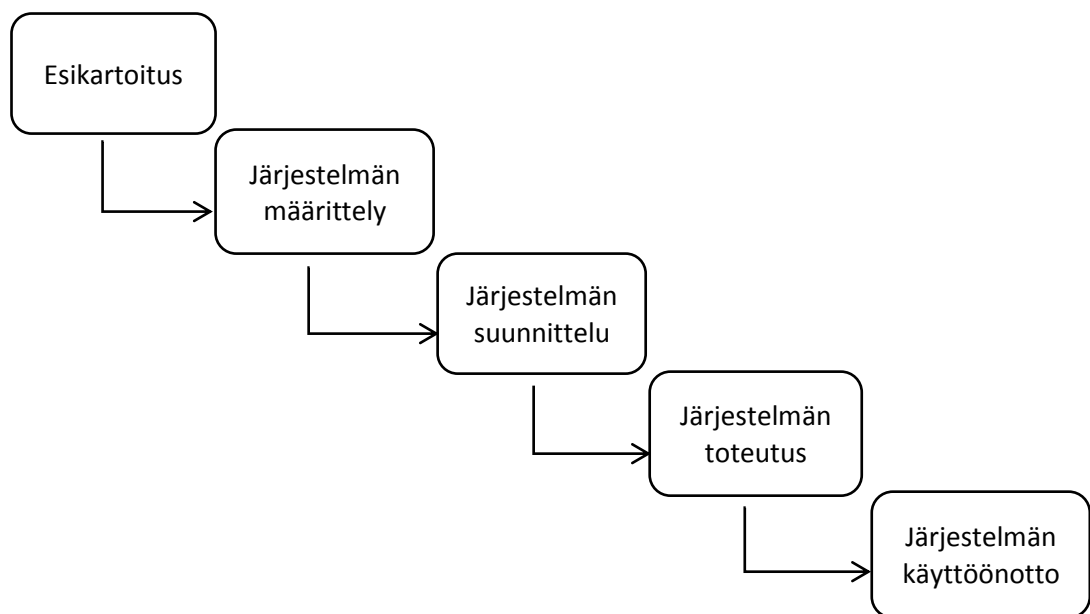 Esikartoitus
Järjestelmän
määrittely
Järjestelmän
suunnittelu
Järjestelmän
toteutus
Järjestelmän
käyttöönotto